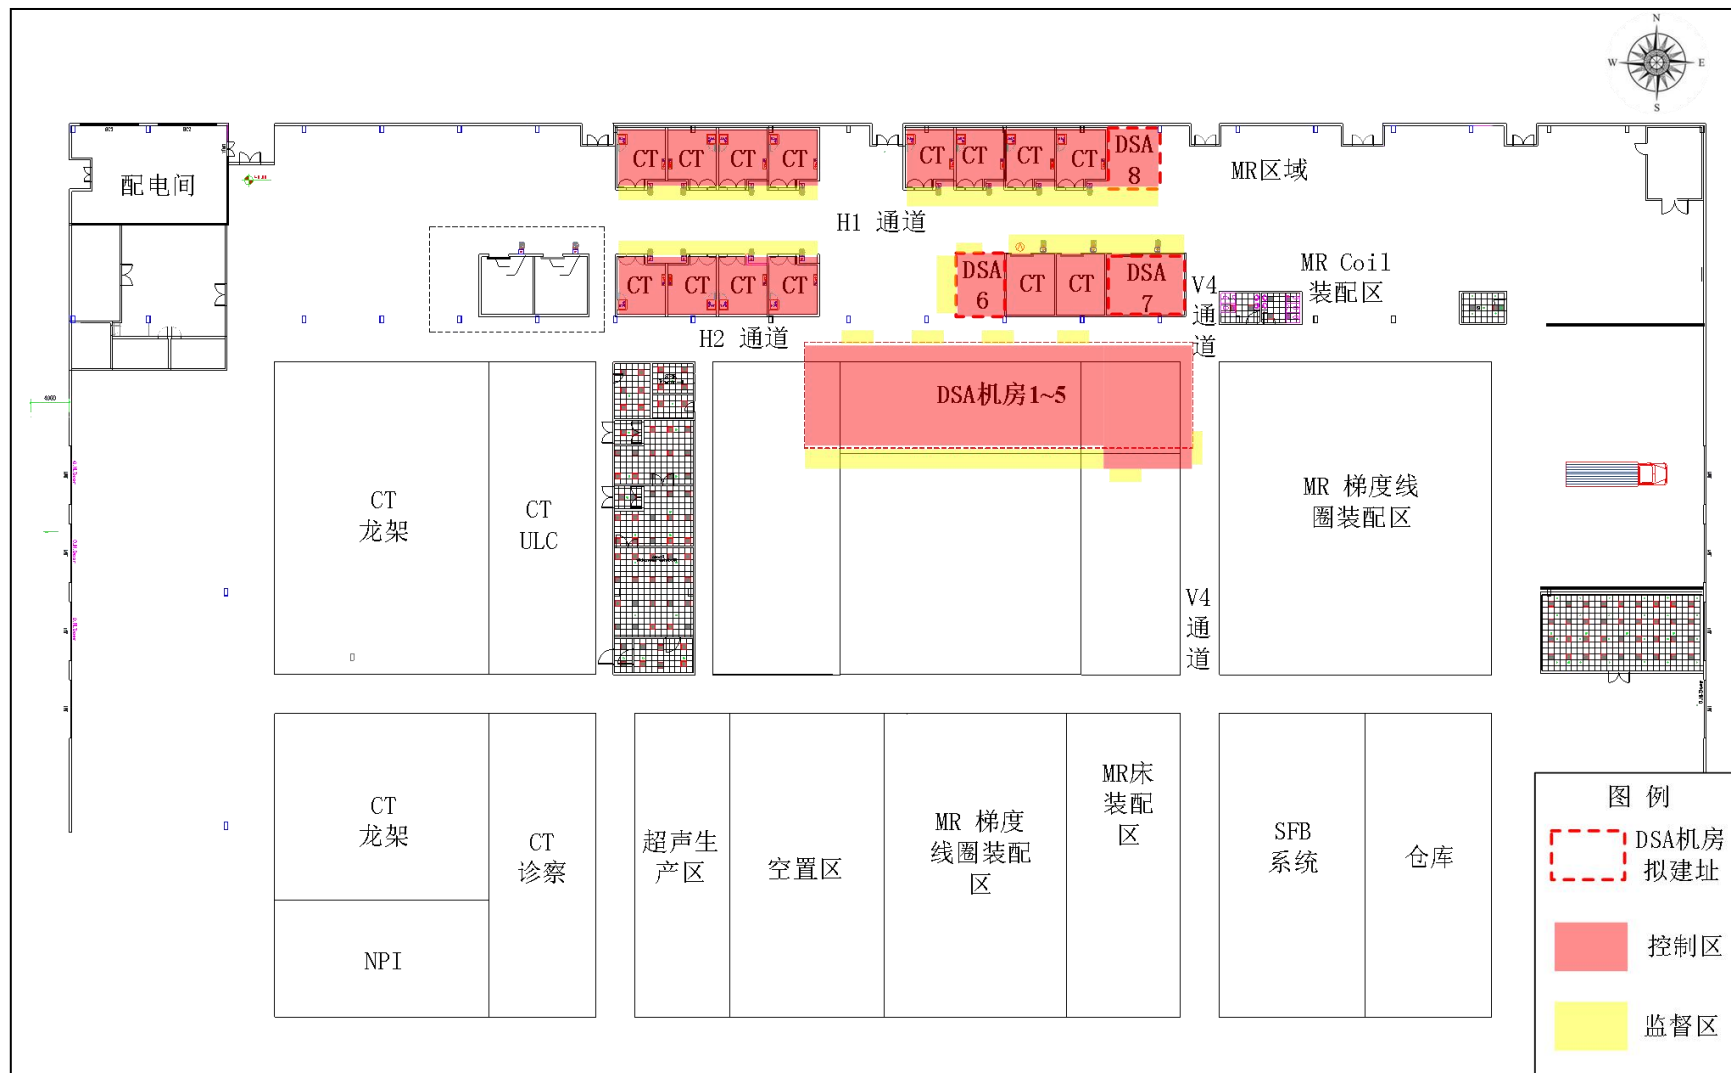 N
W
E
S
配电间
CT
CT
CT
CT
CT
CT
CT
CT
DSA
8
MR区域
H1 通道
CT
CT
CT
CT
DSA
6
CT
CT
DSA
7
V4
通
道
MR Coil
装配区
H2 通道
DSA机房1~5
CT
龙架
CT
ULC
MR 梯度线
圈装配区
V4
通
道
CT
龙架
NPI
CT
诊察
超声生
产区
空置区
MR 梯度
线圈装配
区
MR床
装配
区
SFB
系统
仓库
图 例
DSA机房
拟建址
控制区
监督区